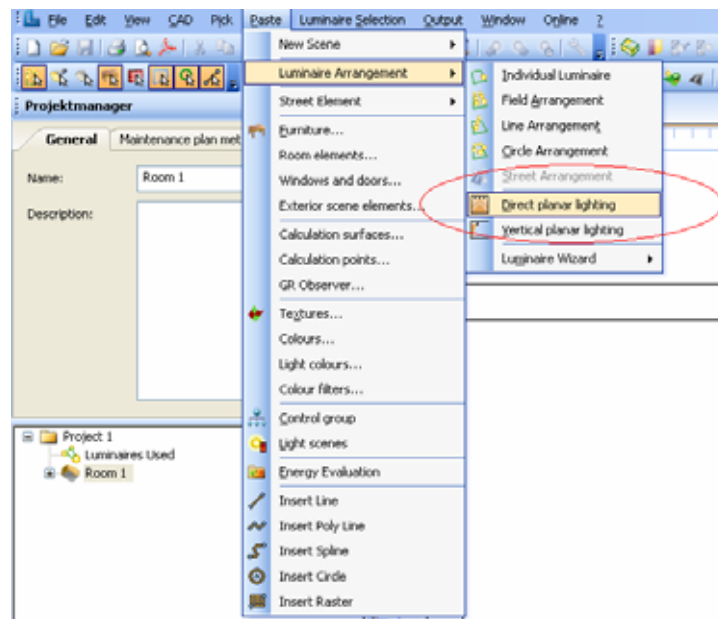 File Edit View CAD Pick Paste Luminaire Selection Output Window Online ?
New Scene
Luminaire Arrangement
Street Element
Furniture...
Room elements...
Windows and doors...
Exterior scene elements...
Calculation surfaces...
Calculation points...
GR Observer...
Textures...
Colours...
Light colours...
Colour filters...
Control group
Light scenes
Energy Evaluation
Insert Line
Insert Poly Line
Insert Spline
Insert Circle
Insert Raster
Individual Luminaire
Field Arrangement
Line Arrangement
Circle Arrangement
Street Arrangement
Direct planar lighting
Vertical planar lighting
Luminaire Wizard
Projektmanager
General Maintenance plan met
Name: Room 1
Description:
Project 1
Luminaires Used
Room 1